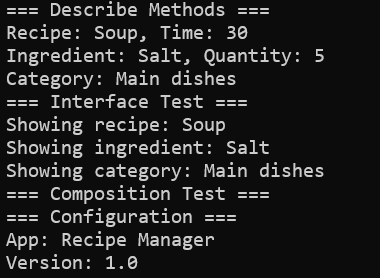 === Describe Methods ===
Recipe: Soup, Time: 30
Ingredient: Salt, Quantity: 5
Category: Main dishes
=== Interface Test ===
Showing recipe: Soup
Showing ingredient: Salt
Showing category: Main dishes
=== Composition Test ===
=== Configuration ===
App: Recipe Manager
Version: 1.0